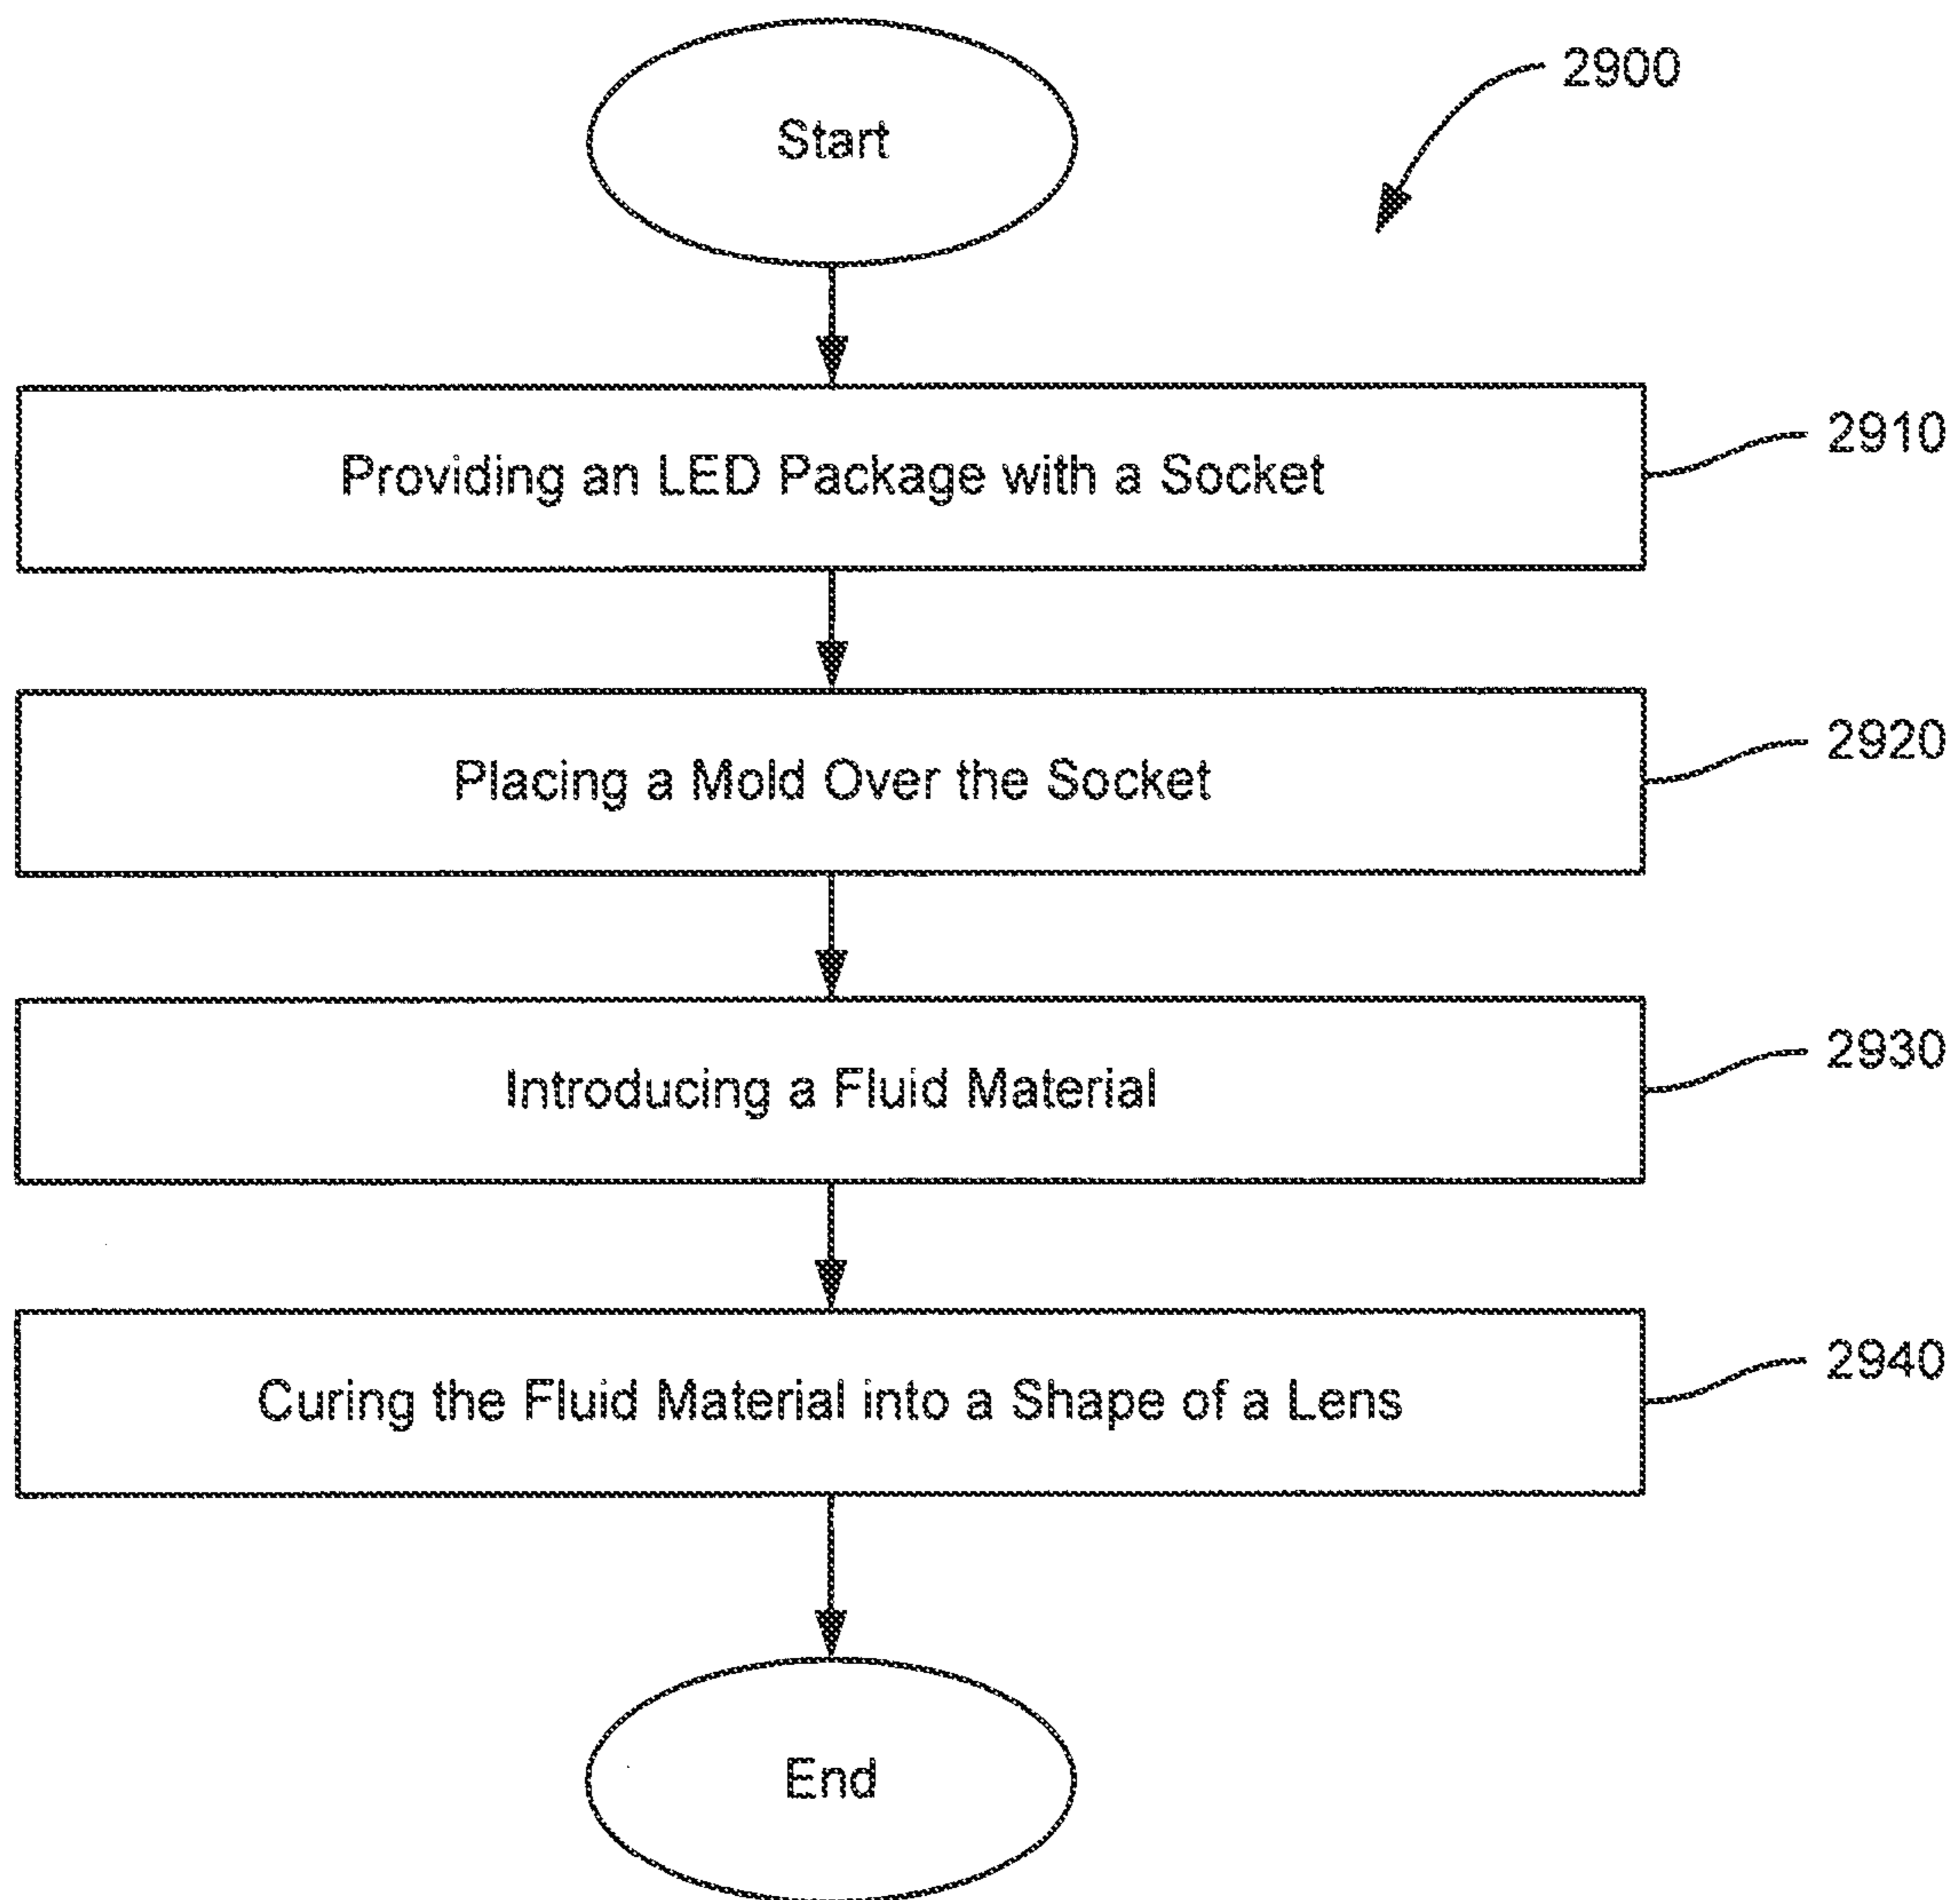 Start
2900
Providing an LED Package with a Socket
2910
Placing a Mold Over the Socket
2920
Introducing a Fluid Material
2930
Curing the Fluid Material into a Shape of a Lens
2940
End